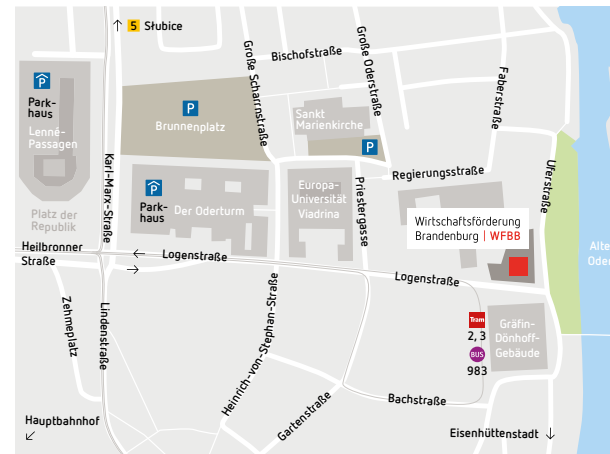 5 Słubice
Bischofstraße
Große Scharrnstraße
Große Oderstraße
Faberstraße
P
Park-
haus
Lenné-
Passagen
P
Brunnenplatz
Sankt
Marienkirche
P
Karl-Marx-Straße
Regierungsstraße
Uferstraße
P
Park-
haus
Der Oderturm
Europa-
Universität
Viadrina
Priestergasse
Platz der
Republik
Wirtschaftsförderung
Brandenburg | WFBB
Heilbronner
Straße
Logenstraße
Logenstraße
Alte
Oder
Zehmeplatz
Lindenstraße
Heinrich-von-Stephan-Straße
Tram
2, 3
BUS
983
Gräfin-
Dönhoff-
Gebäude
Gartenstraße
Bachstraße
Hauptbahnhof
Eisenhüttenstadt